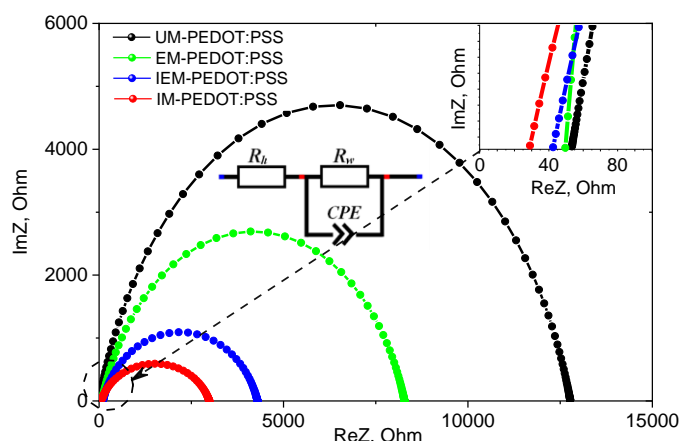 6000
4000
2000
0
ImZ, Ohm
UM-PEDOT:PSS
EM-PEDOT:PSS
IEM-PEDOT:PSS
IM-PEDOT:PSS
R_h
R_w
CPE
ImZ, Ohm
0
40
80
ReZ, Ohm
0
5000
10000
15000
ReZ, Ohm